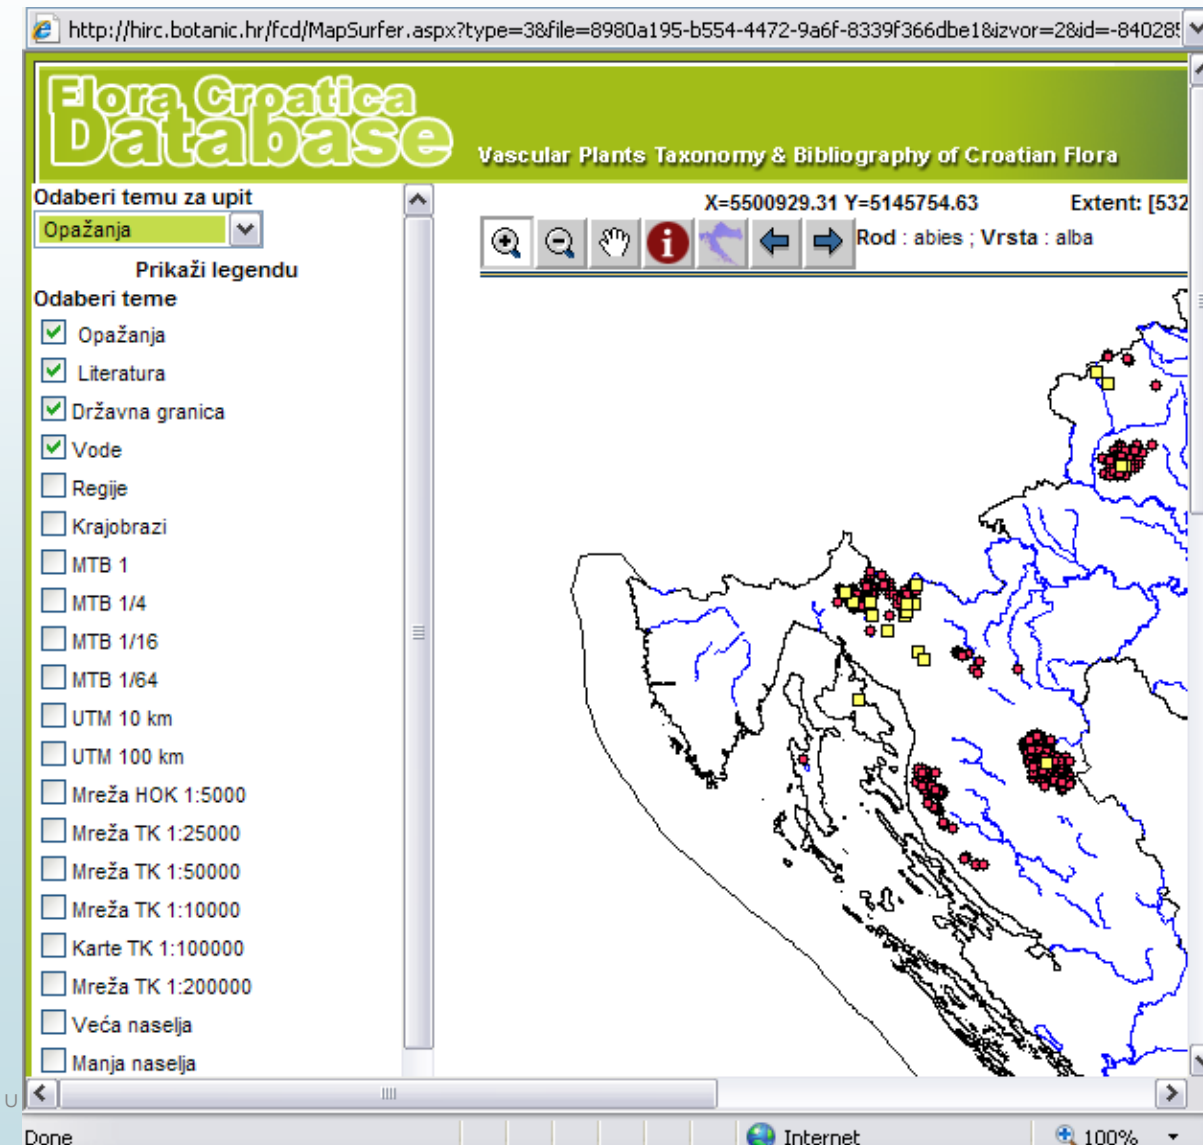 http://hirc.botanic.hr/fcd/MapSurfer.aspx?type=3&file=8980a195-b554-4472-9a6f-8339f366dbe1&izvor=2&id=-84028
Flora Croatica
Database
Vascular Plants Taxonomy & Bibliography of Croatian Flora
Odaberi temu za upit
Opažanja
Prikaži legendu
Odaberi teme
Opažanja
Literatura
Državna granica
Vode
Regije
Krajobrazi
MTB 1
MTB 1/4
MTB 1/16
MTB 1/64
UTM 10 km
UTM 100 km
Mreža HOK 1:5000
Mreža TK 1:25000
Mreža TK 1:50000
Mreža TK 1:10000
Karte TK 1:100000
Mreža TK 1:200000
Veća naselja
Manja naselja
X=5500929.31 Y=5145754.63 Extent: [532
Rod : abies ; Vrsta : alba
U
Done Internet 100%